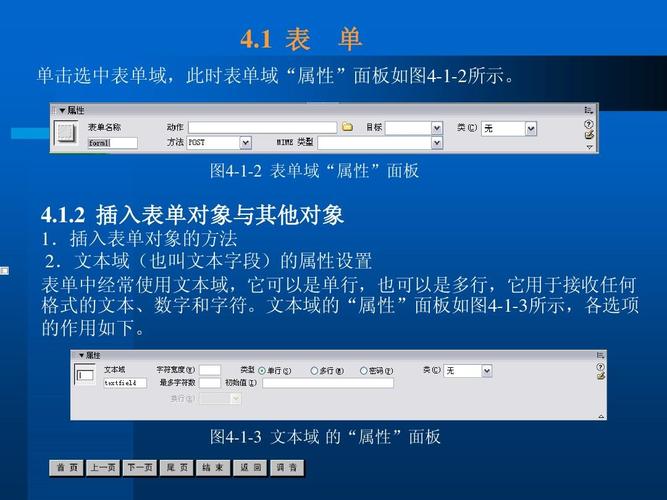 4.1 表 单
单击选中表单域，此时表单域“属性”面板如图4-1-2所示。
▼属性
表单名称 动作 目标 类(C) 无
form1 方法 POST MIME 类型
图4-1-2 表单域“属性”面板
4.1.2 插入表单对象与其他对象
1．插入表单对象的方法
2．文本域（也叫文本字段）的属性设置
表单中经常使用文本域，它可以是单行，也可以是多行，它用于接收任何
格式的文本、数字和字符。文本域的“属性”面板如图4-1-3所示，各选项
的作用如下。
▼属性
文本域 字符宽度(W) 类型 单行(S) 多行(M) 密码(P) 类(C) 无
textfield 最多字符数 初始值(I)
换行(R)
图4-1-3 文本域 的“属性”面板
首 页 上一页 下一页 尾 页 结 束 返 回 调 音